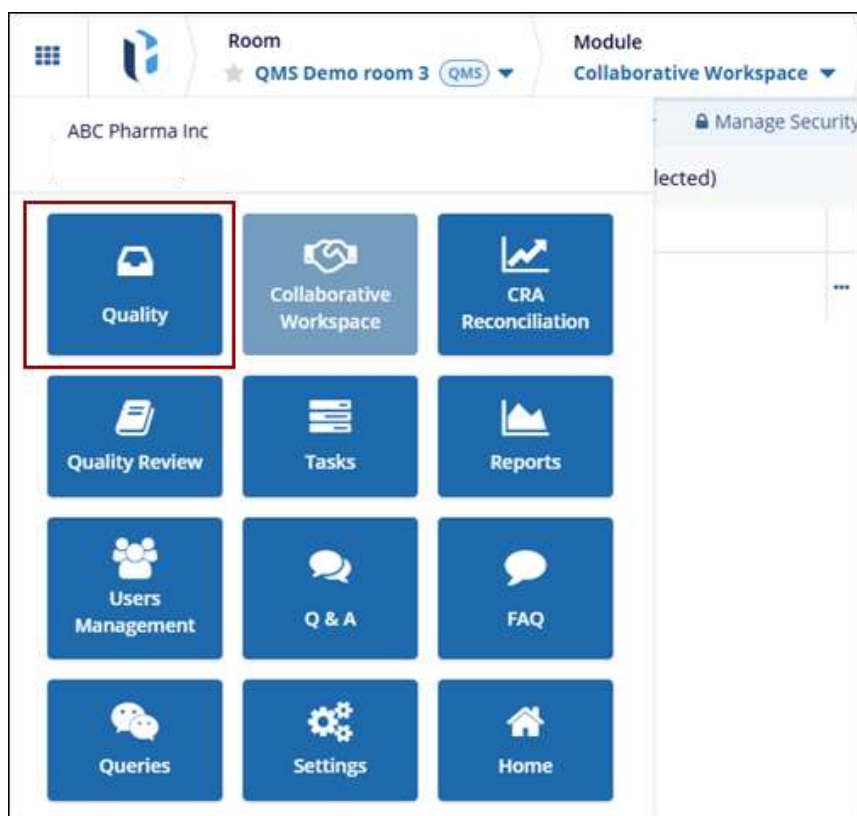 Room
QMS Demo room 3 QMS
Module
Collaborative Workspace
ABC Pharma Inc
Manage Security
lected)
Quality
Collaborative
Workspace
CRA
Reconciliation
Quality Review
Tasks
Reports
Users
Management
Q & A
FAQ
Queries
Settings
Home